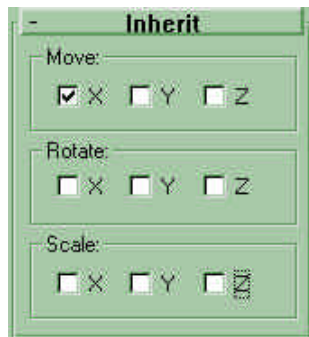 - Inherit
Move:
X Y Z
Rotate:
X Y Z
Scale:
X Y Z